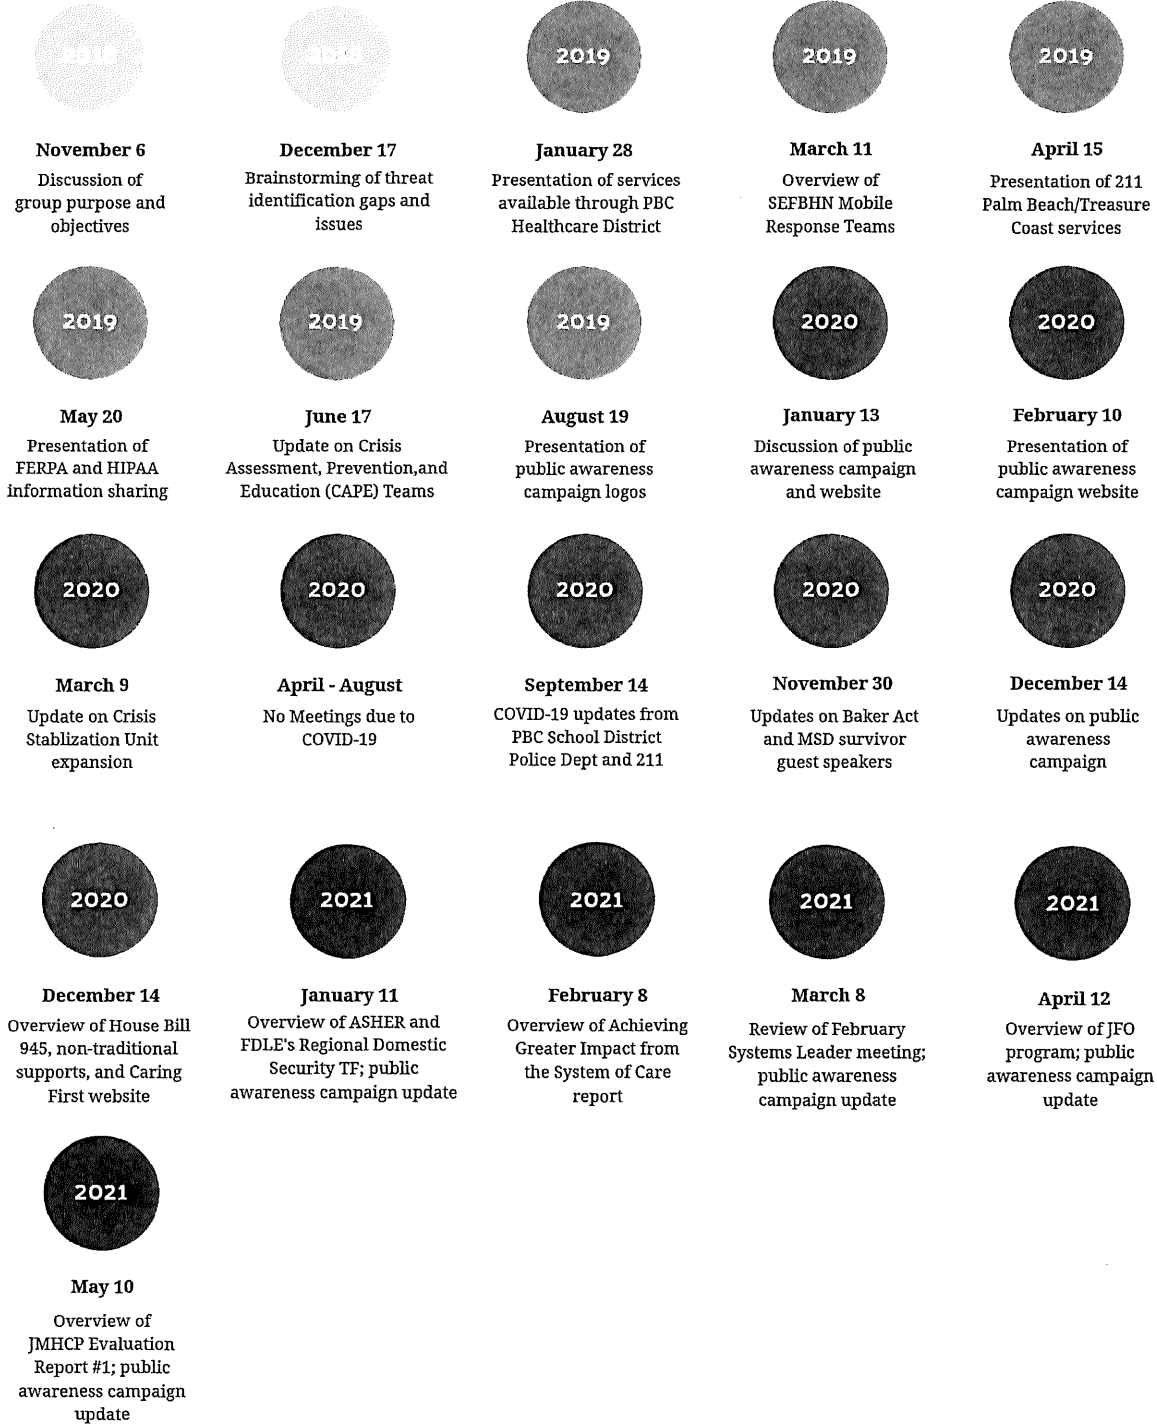 2019
2019
2019
November 6
Discussion of
group purpose and
objectives
December 17
Brainstorming of threat
identification gaps and
issues
January 28
Presentation of services
available through PBC
Healthcare District
March 11
Overview of
SEFBHN Mobile
Response Teams
April 15
Presentation of 211
Palm Beach/Treasure
Coast services
2019
May 20
Presentation of
FERPA and HIPAA
information sharing
2019
June 17
Update on Crisis
Assessment, Prevention,and
Education (CAPE) Teams
2019
August 19
Presentation of
public awareness
campaign logos
2020
January 13
Discussion of public
awareness campaign
and website
2020
February 10
Presentation of
public awareness
campaign website
2020
March 9
Update on Crisis
Stablization Unit
expansion
2020
April - August
No Meetings due to
COVID-19
2020
September 14
COVID-19 updates from
PBC School District
Police Dept and 211
2020
November 30
Updates on Baker Act
and MSD survivor
guest speakers
2020
December 14
Updates on public
awareness
campaign
2020
December 14
Overview of House Bill
945, non-traditional
supports, and Caring
First website
2021
January 11
Overview of ASHER and
FDLE's Regional Domestic
Security TF; public
awareness campaign update
2021
February 8
Overview of Achieving
Greater Impact from
the System of Care
report
2021
March 8
Review of February
Systems Leader meeting;
public awareness
campaign update
2021
April 12
Overview of JFO
program; public
awareness campaign
update
2021
May 10
Overview of
JMHCP Evaluation
Report #1; public
awareness campaign
update